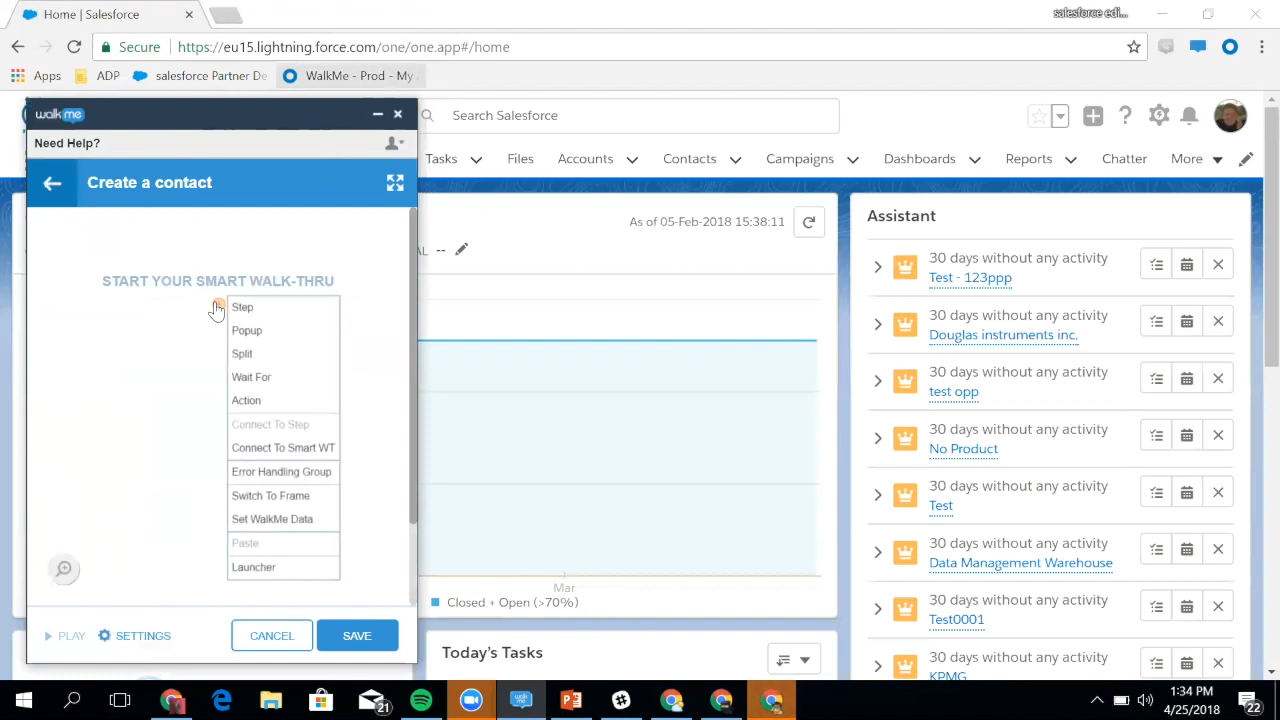 Home | Salesforce
salesforce edi...
Secure
https://eu15.lightning.force.com/one/one.app#/home
Apps
ADP
salesforce Partner De
WalkMe - Prod - My
walkme
Need Help?
Create a contact
START YOUR SMART WALK-THRU
Step
Popup
Split
Wait For
Action
Connect To Step
Connect To Smart WT
Error Handling Group
Switch To Frame
Set WalkMe Data
Paste
Launcher
PLAY
SETTINGS
CANCEL
SAVE
Search Salesforce
Tasks
Files
Accounts
Contacts
Campaigns
Dashboards
Reports
Chatter
More
As of 05-Feb-2018 15:38:11
AL --
Mar
Closed + Open (>70%)
Today's Tasks
Assistant
30 days without any activity
Test - 123ppp
30 days without any activity
Douglas instruments inc.
30 days without any activity
test opp
30 days without any activity
No Product
30 days without any activity
Test
30 days without any activity
Data Management Warehouse
30 days without any activity
Test0001
30 days without any activity
KPMG
21
walk me
1:34 PM
4/25/2018
22